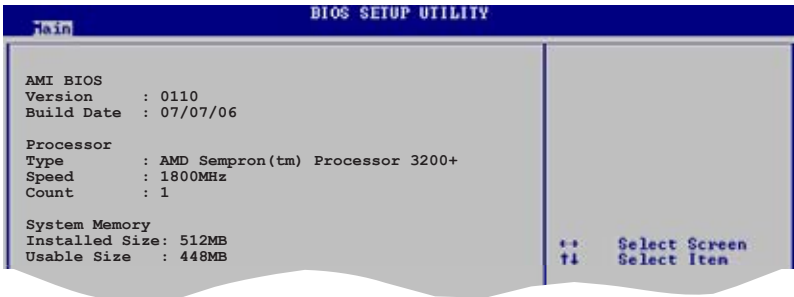 BIOS SETUP UTILITY
Main
AMI BIOS
Version : 0110
Build Date : 07/07/06
Processor
Type : AMD Sempron(tm) Processor 3200+
Speed : 1800MHz
Count : 1
System Memory
Installed Size: 512MB
Usable Size : 448MB
↔ Select Screen
↑↓ Select Item